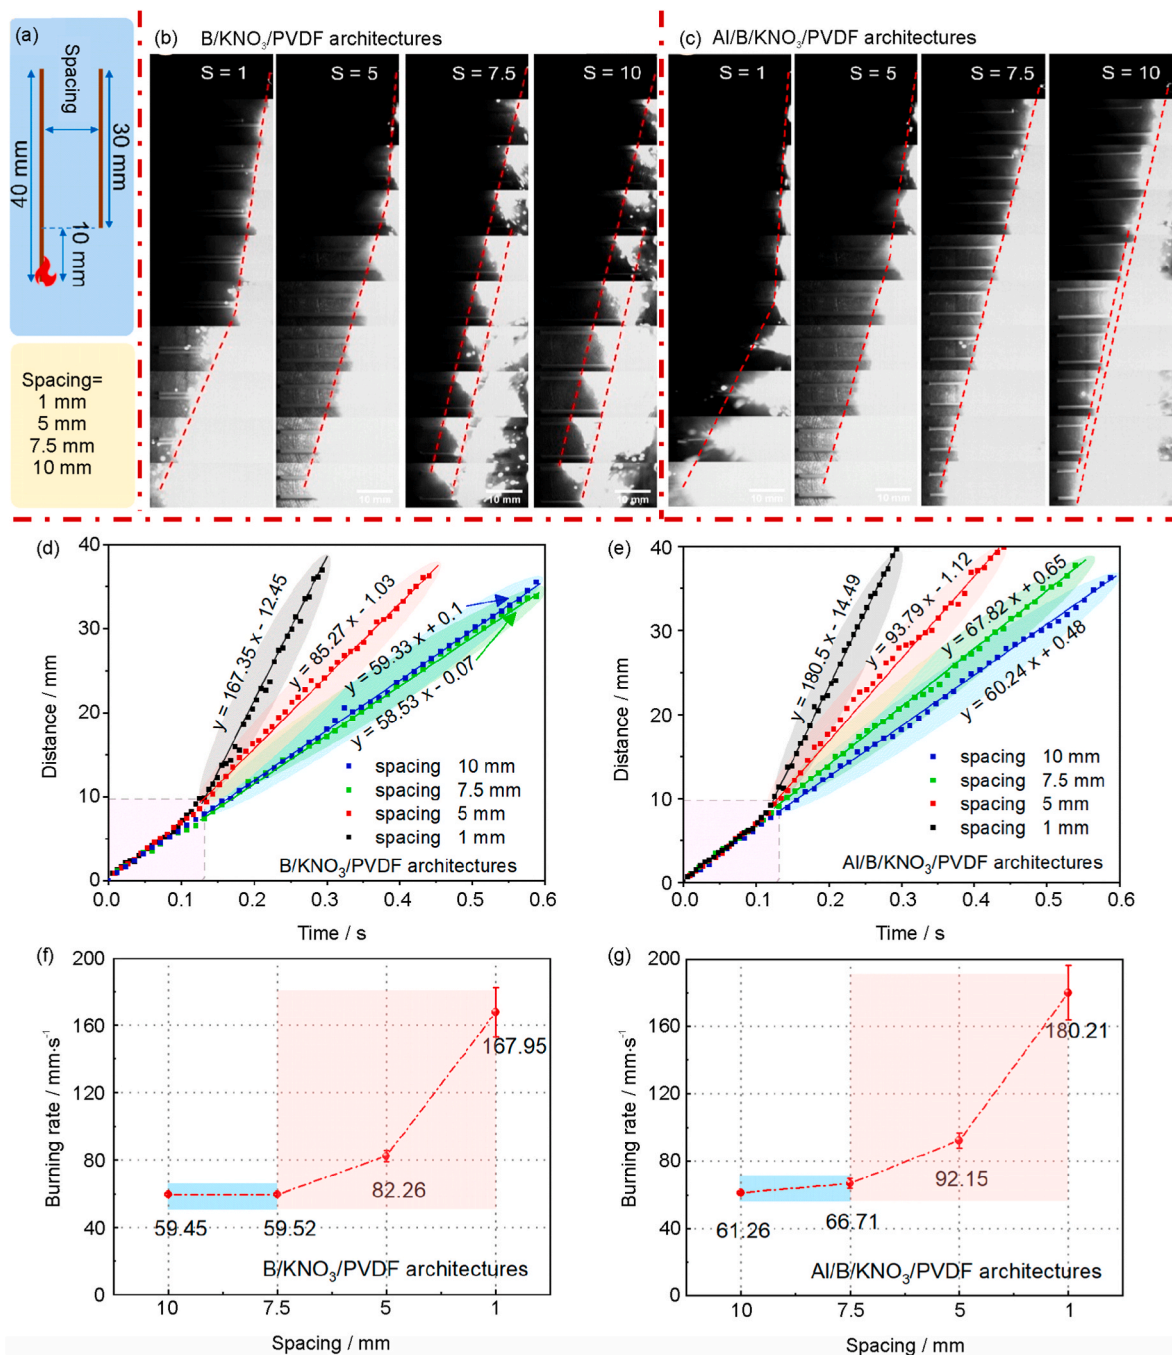 (a)
Spacing
40 mm
30 mm
10 mm
Spacing=
1 mm
5 mm
7.5 mm
10 mm
(b) B/KNO₃/PVDF architectures
S = 1
S = 5
S = 7.5
S = 10
10 mm
10 mm
10 mm
(c) Al/B/KNO₃/PVDF architectures
S = 1
S = 5
S = 7.5
S = 10
10 mm
(d)
40
30
20
10
0
Distance / mm
y = 167.35 x - 12.45
y = 85.27 x - 1.03
y = 59.33 x + 0.1
y = 58.53 x - 0.07
spacing 10 mm
spacing 7.5 mm
spacing 5 mm
spacing 1 mm
B/KNO₃/PVDF architectures
0.0 0.1 0.2 0.3 0.4 0.5 0.6
Time / s
(e)
40
30
20
10
0
Distance / mm
y = 180.5 x - 14.49
y = 93.79 x - 1.12
y = 67.82 x + 0.65
y = 60.24 x + 0.48
spacing 10 mm
spacing 7.5 mm
spacing 5 mm
spacing 1 mm
Al/B/KNO₃/PVDF architectures
0.0 0.1 0.2 0.3 0.4 0.5 0.6
Time / s
(f)
200
160
120
80
40
0
Burning rate / mm·s⁻¹
59.45
59.52
82.26
167.95
B/KNO₃/PVDF architectures
10 7.5 5 1
Spacing / mm
(g)
200
160
120
80
40
0
Burning rate / mm·s⁻¹
61.26
66.71
92.15
180.21
Al/B/KNO₃/PVDF architectures
10 7.5 5 1
Spacing / mm